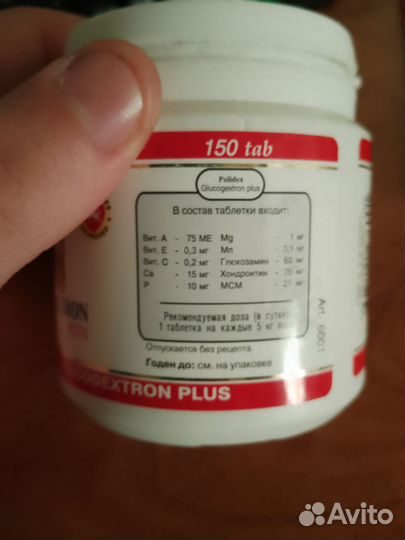 150 tab
Polidex
Glucogextron plus
В состав таблетки входит:
Вит. А - 75 МЕ Mg - 1 мг
Вит. Е - 0,3 мг Mn - 0,1 мг
Вит. С - 0,2 мг Глюкозамин - 60 мг
Ca - 15 мг Хондроитин - мг
P - 10 мг МСМ - 25 мг
Рекомендуемая доза (в сутки):
1 таблетка на каждые 5 кг веса
Отпускается без рецепта.
Годен до: см. на упаковке
Art. 6001
RON
OGEXTRON PLUS
Avito